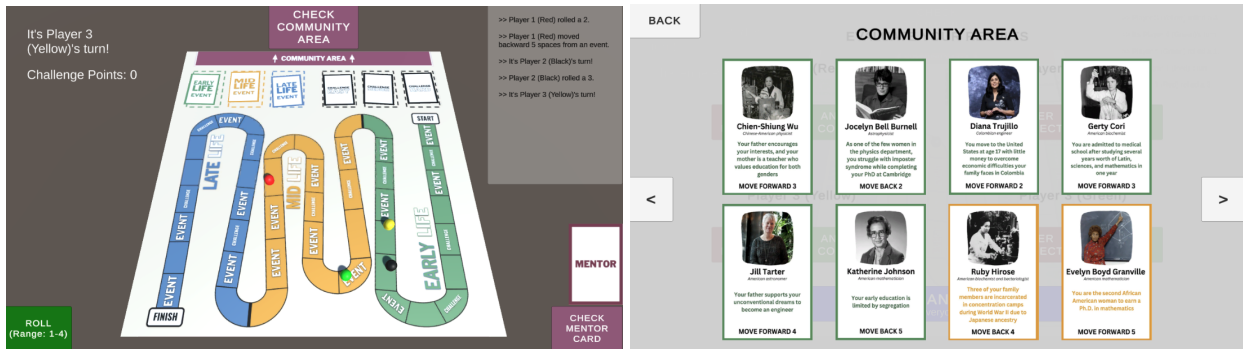 It's Player 3
(Yellow)'s turn!
Challenge Points: 0
CHECK
COMMUNITY
AREA
COMMUNITY AREA
>> Player 1 (Red) rolled a 2.
>> Player 1 (Red) moved
backward 5 spaces from an event.
>> It's Player 2 (Black)'s turn!
>> Player 2 (Black) rolled a 3.
>> It's Player 3 (Yellow)'s turn!
EARLY
LIFE
EVENT
MID
LIFE
EVENT
LATE
LIFE
EVENT
START
EVENT
CHALLENGE
LATE LIFE
EVENT
EVENT
CHALLENGE
EVENT
EVENT
MID LIFE
EVENT
CHALLENGE
EVENT
EVENT
EVENT
CHALLENGE
EVENT
EARLY LIFE
EVENT
CHALLENGE
FINISH
MENTOR
ROLL
(Range: 1-4)
CHECK
MENTOR
CARD
BACK
COMMUNITY AREA
Chien-Shiung Wu
Chinese-American physicist
Your father encourages
your interests, and your
mother is a teacher who
values education for both
genders
MOVE FORWARD 3
Jocelyn Bell Burnell
Astrophysicist
As one of the few women in
the physics department,
you struggle with imposter
syndrome while completing
your PhD at Cambridge
MOVE BACK 2
Diana Trujillo
Colombian engineer
You move to the United
States at age 17 with little
money to overcome
economic difficulties your
family faces in Colombia
MOVE FORWARD 2
Gerty Cori
American biochemist
You are admitted to medical
school after studying several
years worth of Latin,
sciences, and mathematics in
one year
MOVE FORWARD 3
<
>
Jill Tarter
American astronomer
Your father supports your
unconventional dreams to
become an engineer
MOVE FORWARD 4
Katherine Johnson
American mathematician
Your early education is
limited by segregation
MOVE BACK 5
Ruby Hirose
American biochemist and bacteriologist
Three of your family
members are incarcerated
in concentration camps
during World War II due to
Japanese ancestry
MOVE BACK 4
Evelyn Boyd Granville
American mathematician
You are the second African
American woman to earn a
Ph.D. in mathematics
MOVE FORWARD 5